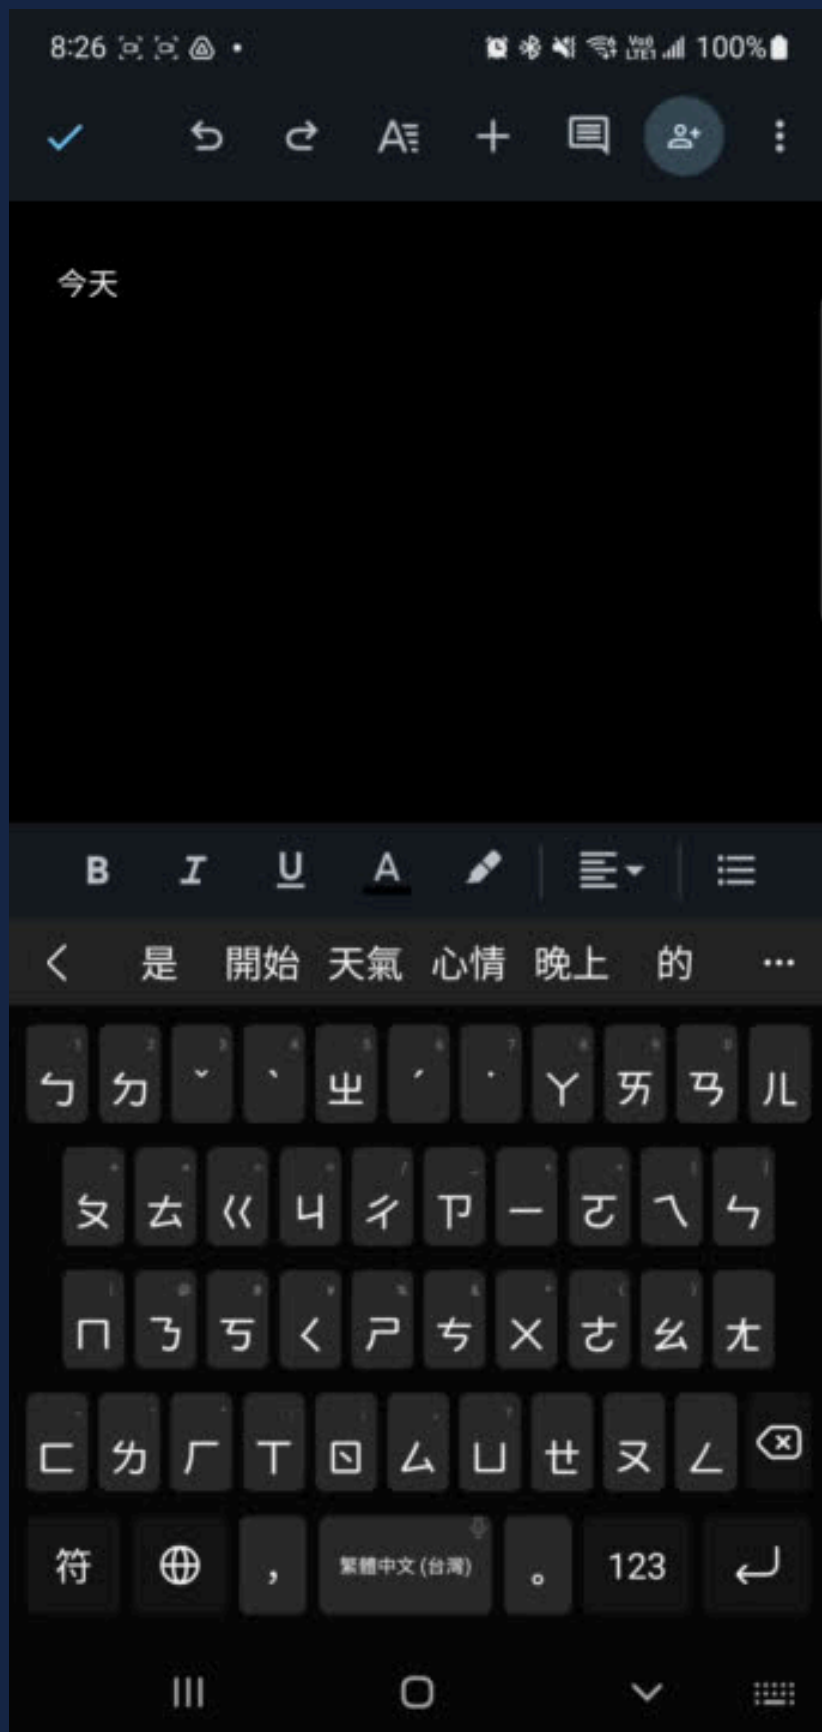 8:26 100%
今天
B I U A
是 開始 天氣 心情 晚上 的 ...
ㄅ ㄉ ˇ ˋ ㄓ ˊ ˙ ㄚ ㄞ ㄢ ㄦ
ㄆ ㄊ ㄍ ㄐ ㄔ ㄗ ㄧ ㄛ ㄟ ㄣ
ㄇ ㄋ ㄎ ㄑ ㄕ ㄘ ㄨ ㄜ ㄠ ㄤ
ㄈ ㄌ ㄏ ㄒ ㄖ ㄙ ㄩ ㄝ ㄡ ㄥ
符 , 繁體中文 (台灣) 。 123